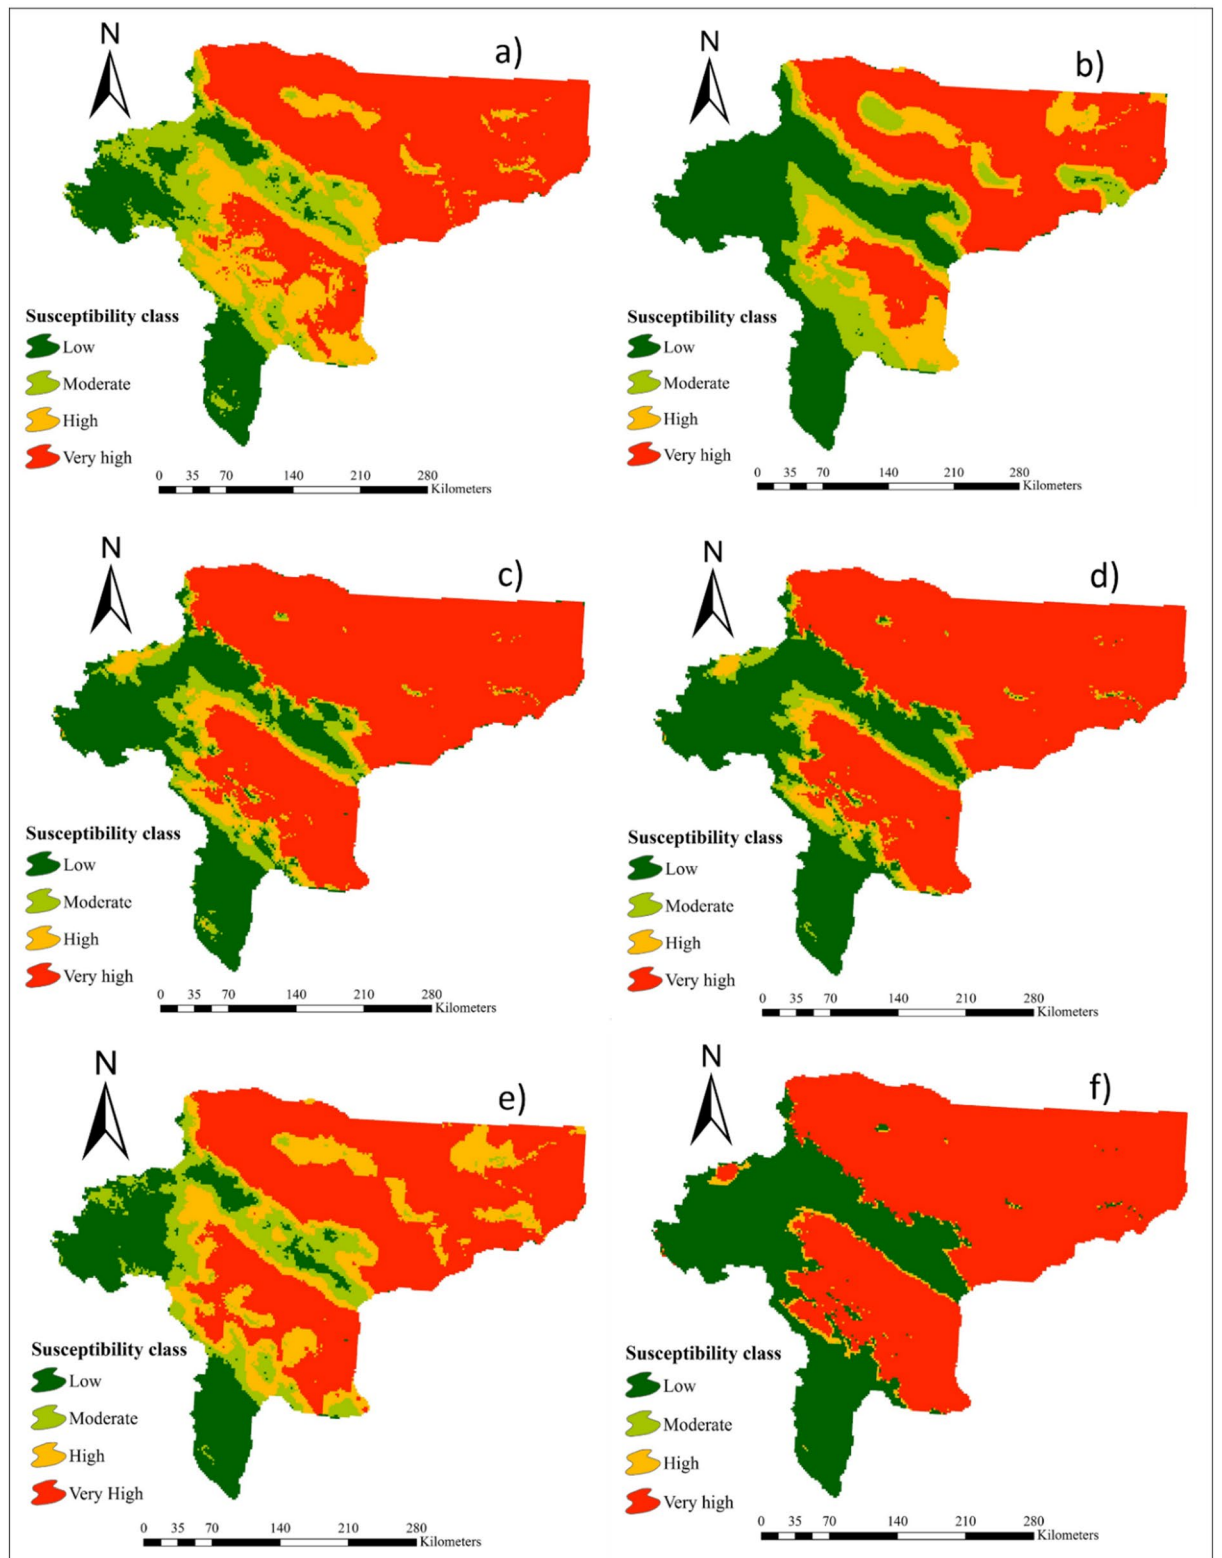 N
a)
Susceptibility class
Low
Moderate
High
Very high
0 35 70 140 210 280
Kilometers
N
b)
Susceptibility class
Low
Moderate
High
Very high
0 35 70 140 210 280
Kilometers
N
c)
Susceptibility class
Low
Moderate
High
Very high
0 35 70 140 210 280
Kilometers
N
d)
Susceptibility class
Low
Moderate
High
Very high
0 35 70 140 210 280
Kilometers
N
e)
Susceptibility class
Low
Moderate
High
Very High
0 35 70 140 210 280
Kilometers
N
f)
Susceptibility class
Low
Moderate
High
Very high
0 35 70 140 210 280
Kilometers